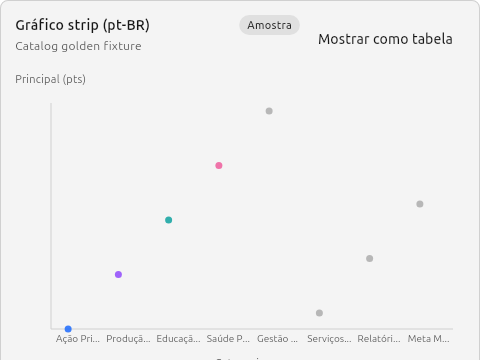 Gráfico strip (pt-BR)
Amostra
Catalog golden fixture
Mostrar como tabela
Principal (pts)
Ação Pri... Produçã... Educaçã... Saúde P... Gestão ... Serviços... Relatóri... Meta M...